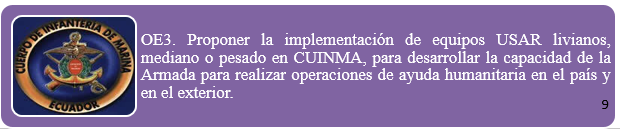 CUERPO DE INFANTERIA DE MARINA
ECUADOR
OE3. Proponer la implementación de equipos USAR livianos,
mediano o pesado en CUINMA, para desarrollar la capacidad de la
Armada para realizar operaciones de ayuda humanitaria en el país y
en el exterior.
9